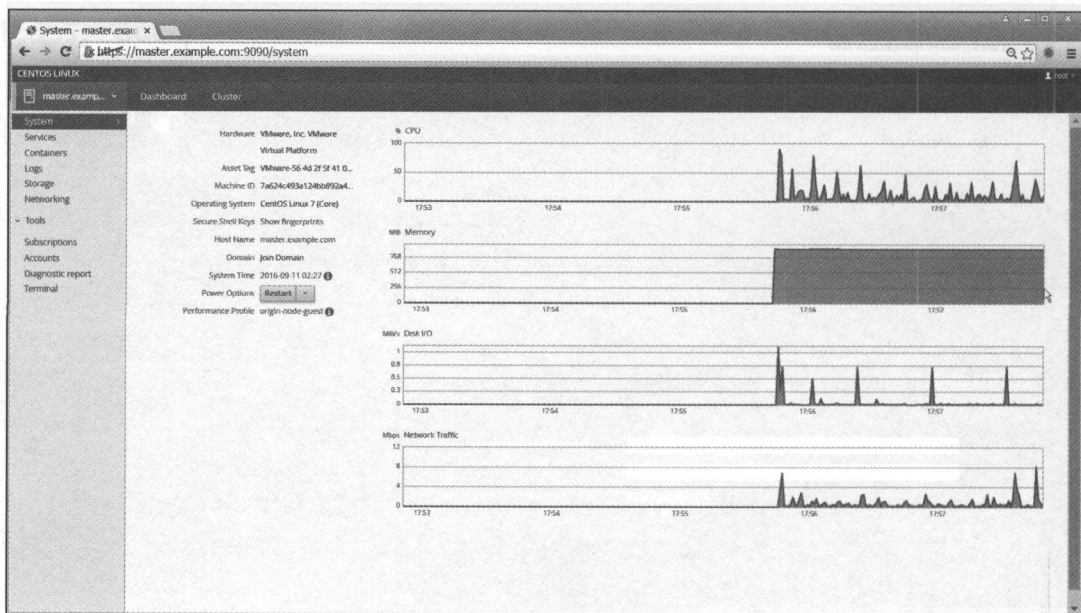 System - master.exam ×
https://master.example.com:9090/system
CENTOS LINUX
root
master.examp...
Dashboard
Cluster
System
Services
Containers
Logs
Storage
Networking
Tools
Subscriptions
Accounts
Diagnostic report
Terminal
Hardware VMware, Inc. VMware
Virtual Platform
Asset Tag VMware-56 4d 2f 5f 41 0...
Machine ID 7a624c493a124bb892a4...
Operating System CentOS Linux 7 (Core)
Secure Shell Keys Show fingerprints
Host Name master.example.com
Domain Join Domain
System Time 2016-09-11 02:27
Power Options Restart
Performance Profile origin-node-guest
% CPU
100
50
0
17:53 17:54 17:55 17:56 17:57
MiB Memory
768
512
256
0
17:53 17:54 17:55 17:56 17:57
MiB/s Disk I/O
1
0.8
0.5
0.3
0
17:53 17:54 17:55 17:56 17:57
Mbps Network Traffic
12
8
4
0
17:53 17:54 17:55 17:56 17:57